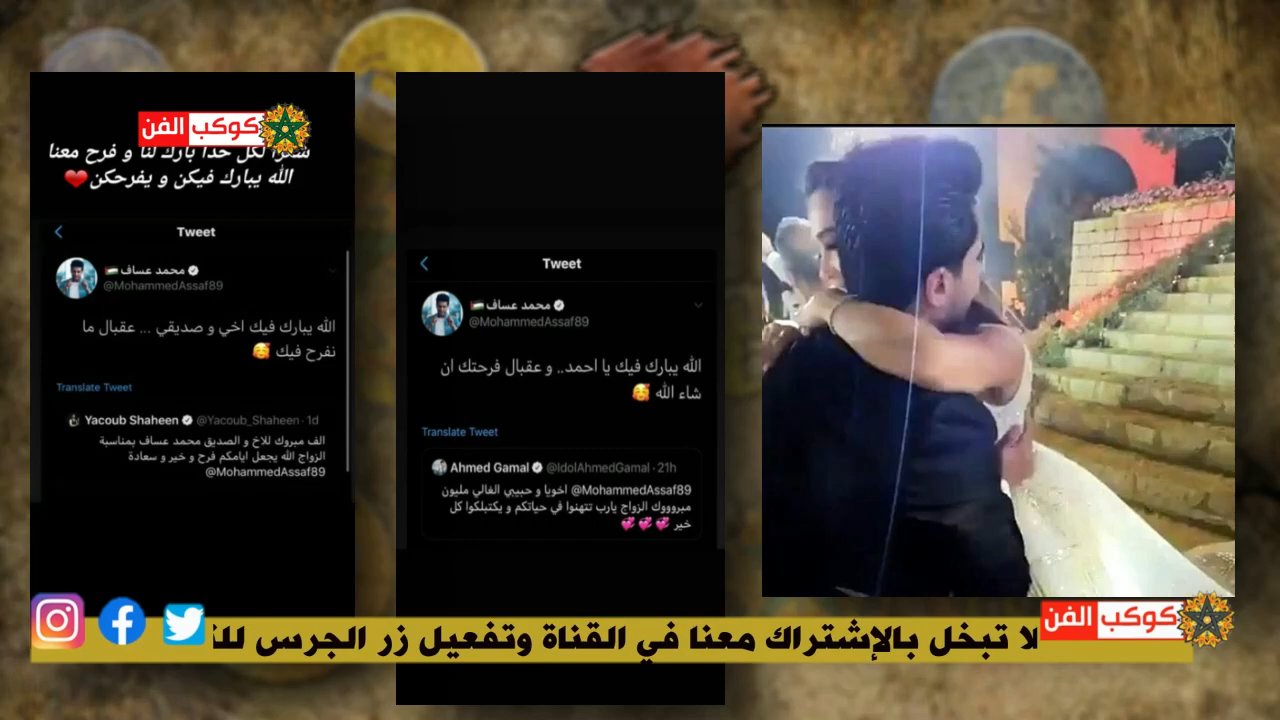 كوكب الفن
شكرا لكل حدا بارك لنا و فرح معنا
الله يبارك فيكن و يفرحكن
Tweet
محمد عساف
@MohammedAssaf89
الله يبارك فيك اخي و صديقي ... عقبال ما
نفرح فيك
Translate Tweet
Yacoub Shaheen @Yacoub_Shaheen · 1d
الف مبروك للاخ و الصديق محمد عساف بمناسبة
الزواج الله يجعل ايامكم فرح و خير و سعادة
@MohammedAssaf89
Tweet
محمد عساف
@MohammedAssaf89
الله يبارك فيك يا احمد.. و عقبال فرحتك ان
شاء الله
Translate Tweet
Ahmed Gamal @IdolAhmedGamal · 21h
@MohammedAssaf89 اخويا و حبيبي الغالي مليون
مبروووك الزواج يارب تتهنوا في حياتكم و يكتبلكوا كل
خير
لا تبخل بالإشتراك معنا في القناة وتفعيل زر الجرس
كوكب الفن